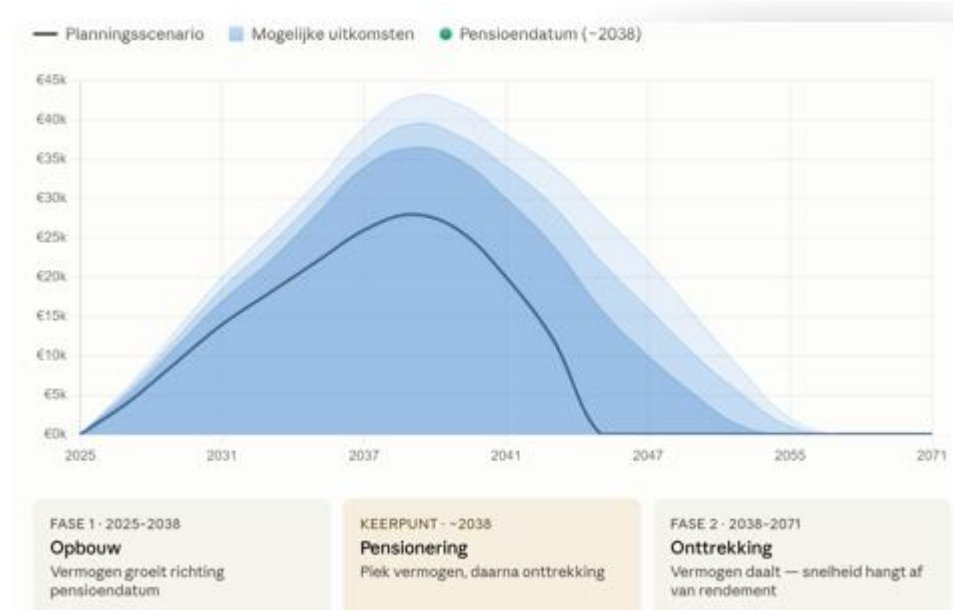 Planningsscenario Mogelijke uitkomsten Pensioendatum (~2038)
€45k
€40k
€35k
€30k
€25k
€20k
€15k
€10k
€5k
€0k
2025 2031 2037 2041 2047 2055 2071
FASE 1 · 2025–2038
Opbouw
Vermogen groeit richting
pensioendatum
KEERPUNT · ~2038
Pensionering
Piek vermogen, daarna onttrekking
FASE 2 · 2038–2071
Onttrekking
Vermogen daalt — snelheid hangt af
van rendement